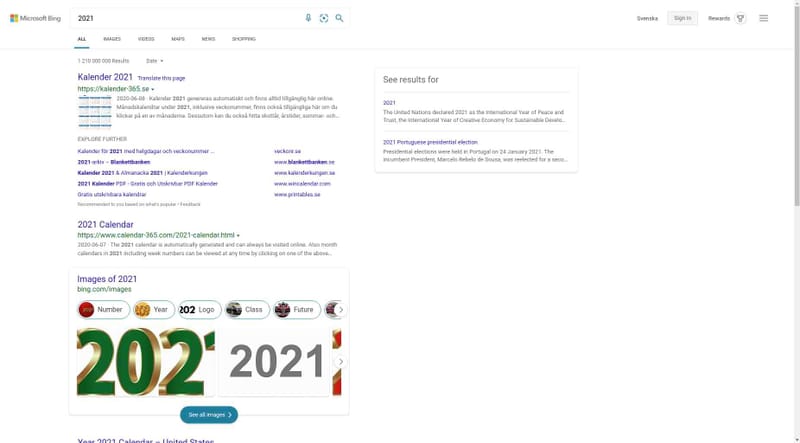 Microsoft Bing
2021
Svenska
Sign in
Rewards
ALL
IMAGES
VIDEOS
MAPS
NEWS
SHOPPING
1 210 000 000 Results
Date
Kalender 2021
Translate this page
https://kalender-365.se
2020-06-08 · Kalender 2021 genereras automatiskt och finns alltid tillgänglig här online.
Månadskalendrar under 2021, inklusive veckonummer, finns också tillgängliga här om du
klickar på en av månaderna. Dessutom kan du också hitta skottår, årstider, sommar- och...
EXPLORE FURTHER
Kalender för 2021 med helgdagar och veckonummer ...
veckonr.se
2021-arkiv – Blankettbanken
www.blankettbanken.se
Kalender 2021 & Almanacka 2021 | Kalenderkungen
www.kalenderkungen.se
2021 Kalender PDF - Gratis och Utskrivbar PDF Kalender
www.wincalendar.com
Gratis utskrivbara kalendrar
www.printables.se
Recommended to you based on what's popular • Feedback
2021 Calendar
https://www.calendar-365.com/2021-calendar.html
2020-06-07 · The 2021 calendar is automatically generated and can always be visited online. Also month
calendars in 2021 including week numbers can be viewed at any time by clicking on one of the above...
Images of 2021
bing.com/images
Number
Year
2021
Logo
Class
Future
2021
2021
See all images
Year 2021 Calendar – United States
See results for
2021
The United Nations declared 2021 as the International Year of Peace and
Trust, the International Year of Creative Economy for Sustainable Develo...
2021 Portuguese presidential election
Presidential elections were held in Portugal on 24 January 2021. The
incumbent President, Marcelo Rebelo de Sousa, was reelected for a seco...